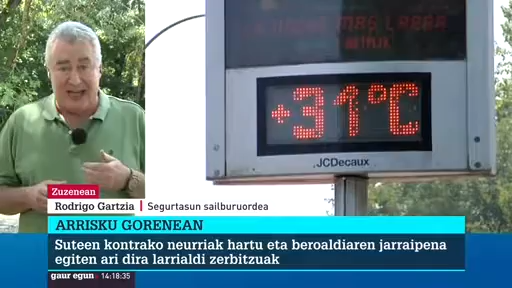 +31°C
JCDecaux
Zuzenean
Rodrigo Gartzia | Segurtasun sailburuordea
ARRISKU GORENEAN
Suteen kontrako neurriak hartu eta beroaldiaren jarraipena
egiten ari dira larrialdi zerbitzuak
gaur egun 14:18:35